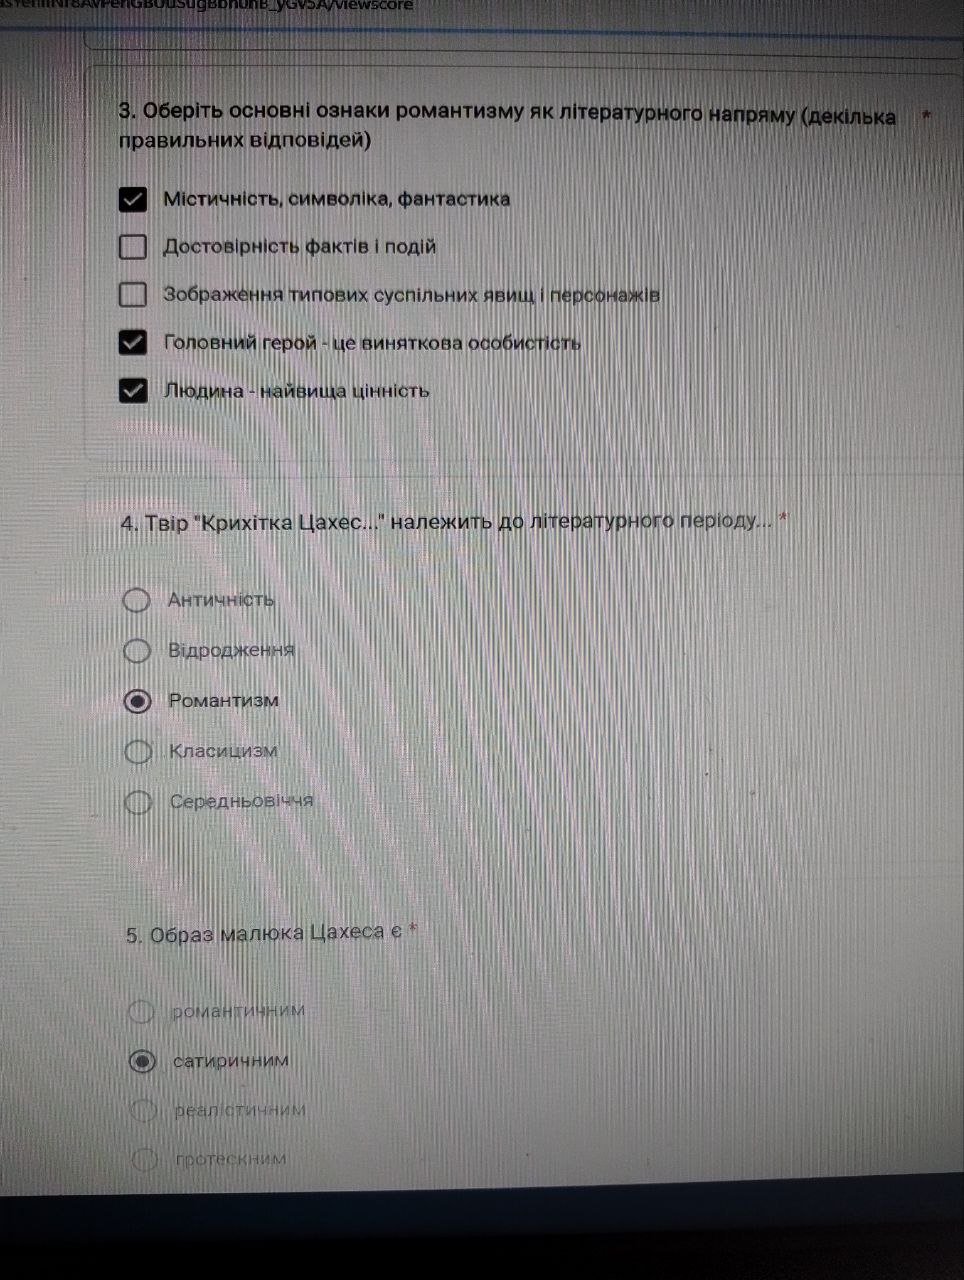 3. Оберіть основні ознаки романтизму як літературного напряму (декілька *
правильних відповідей)
Містичність, символіка, фантастика
Достовірність фактів і подій
Зображення типових суспільних явищ і персонажів
Головний герой - це виняткова особистість
Людина - найвища цінність
4. Твір "Крихітка Цахес..." належить до літературного періоду... *
Античність
Відродження
Романтизм
Класицизм
Середньовіччя
5. Образ малюка Цахеса є *
романтичним
сатиричним
реалістичним
гротескним